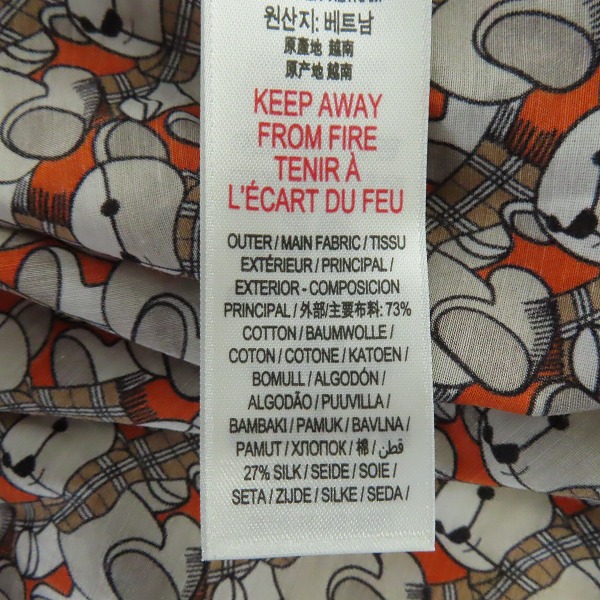 원산지: 베트남
原產地 越南
原产地 越南
KEEP AWAY
FROM FIRE
TENIR À
L'ÉCART DU FEU
OUTER / MAIN FABRIC / TISSU
EXTÉRIEUR / PRINCIPAL /
EXTERIOR - COMPOSICION
PRINCIPAL / 外部/主要布料: 73%
COTTON / BAUMWOLLE /
COTON / COTONE / KATOEN /
BOMULL / ALGODÓN /
ALGODÃO / PUUVILLA /
BAMBAKI / PAMUK / BAVLNA /
PAMUT / ХЛОПОК / 棉 / قطن /
27% SILK / SEIDE / SOIE /
SETA / ZIJDE / SILKE / SEDA /